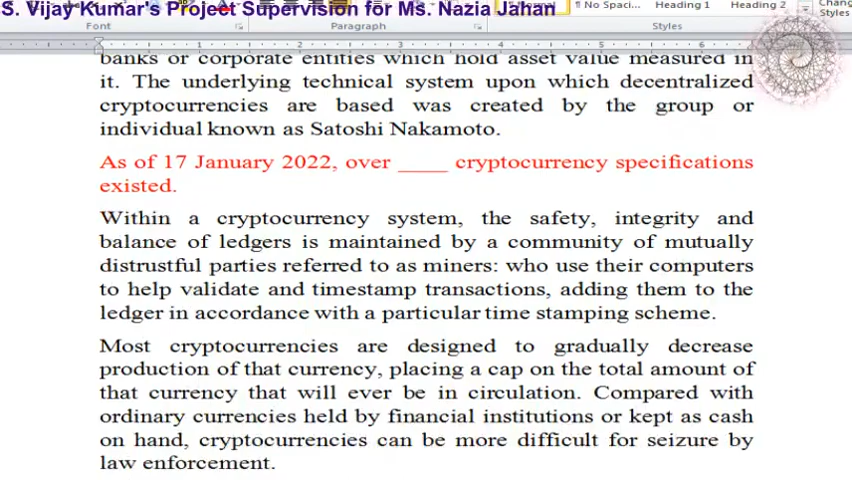 S. Vijay Kumar's Project Supervision for Ms. Nazia Jahan
¶ No Spaci... Heading 1 Heading 2 Chang
Font Paragraph Styles Styles
banks or corporate entities which hold asset value measured in
it. The underlying technical system upon which decentralized
cryptocurrencies are based was created by the group or
individual known as Satoshi Nakamoto.
As of 17 January 2022, over ____ cryptocurrency specifications
existed.
Within a cryptocurrency system, the safety, integrity and
balance of ledgers is maintained by a community of mutually
distrustful parties referred to as miners: who use their computers
to help validate and timestamp transactions, adding them to the
ledger in accordance with a particular time stamping scheme.
Most cryptocurrencies are designed to gradually decrease
production of that currency, placing a cap on the total amount of
that currency that will ever be in circulation. Compared with
ordinary currencies held by financial institutions or kept as cash
on hand, cryptocurrencies can be more difficult for seizure by
law enforcement.